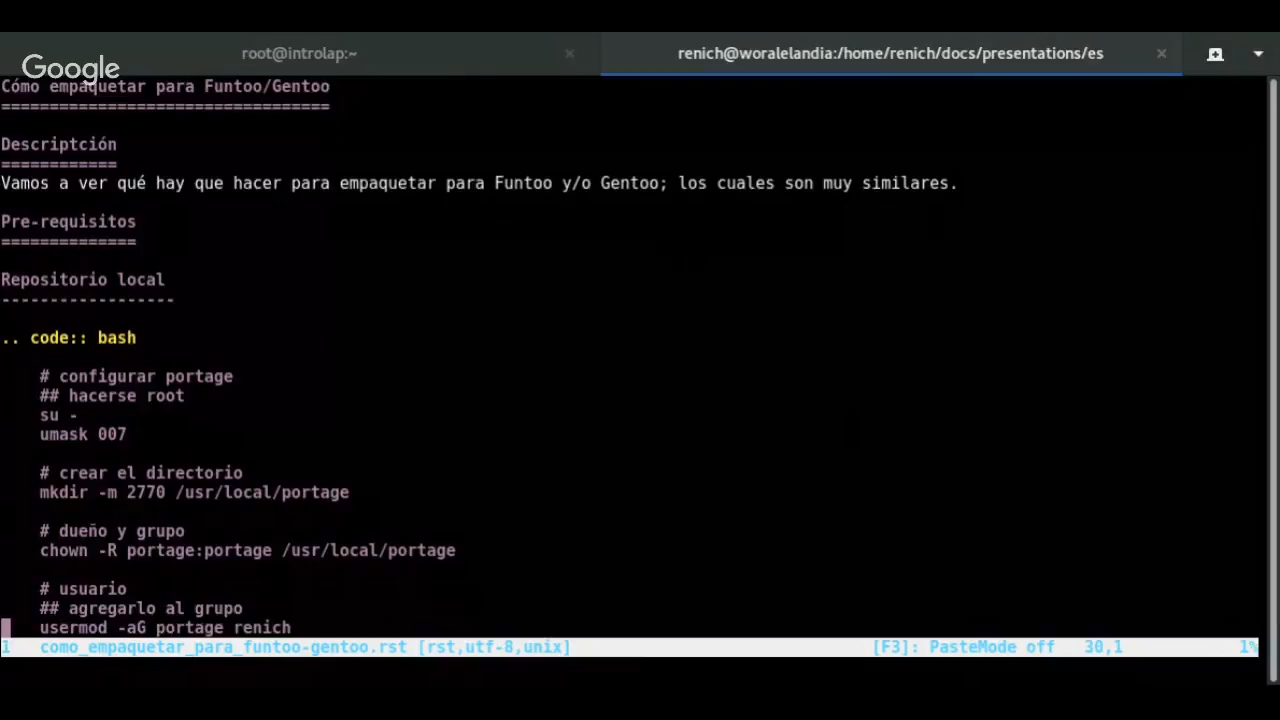 root@introlap:~ × renich@woralelandia:/home/renich/docs/presentations/es ×
Google
Cómo empaquetar para Funtoo/Gentoo
==================================
Descriptción
============
Vamos a ver qué hay que hacer para empaquetar para Funtoo y/o Gentoo; los cuales son muy similares.
Pre-requisitos
==============
Repositorio local
------------------
.. code:: bash
# configurar portage
## hacerse root
su -
umask 007
# crear el directorio
mkdir -m 2770 /usr/local/portage
# dueño y grupo
chown -R portage:portage /usr/local/portage
# usuario
## agregarlo al grupo
usermod -aG portage renich
1 como_empaquetar_para_funtoo-gentoo.rst [rst,utf-8,unix] [F3]: PasteMode off 30,1 1%